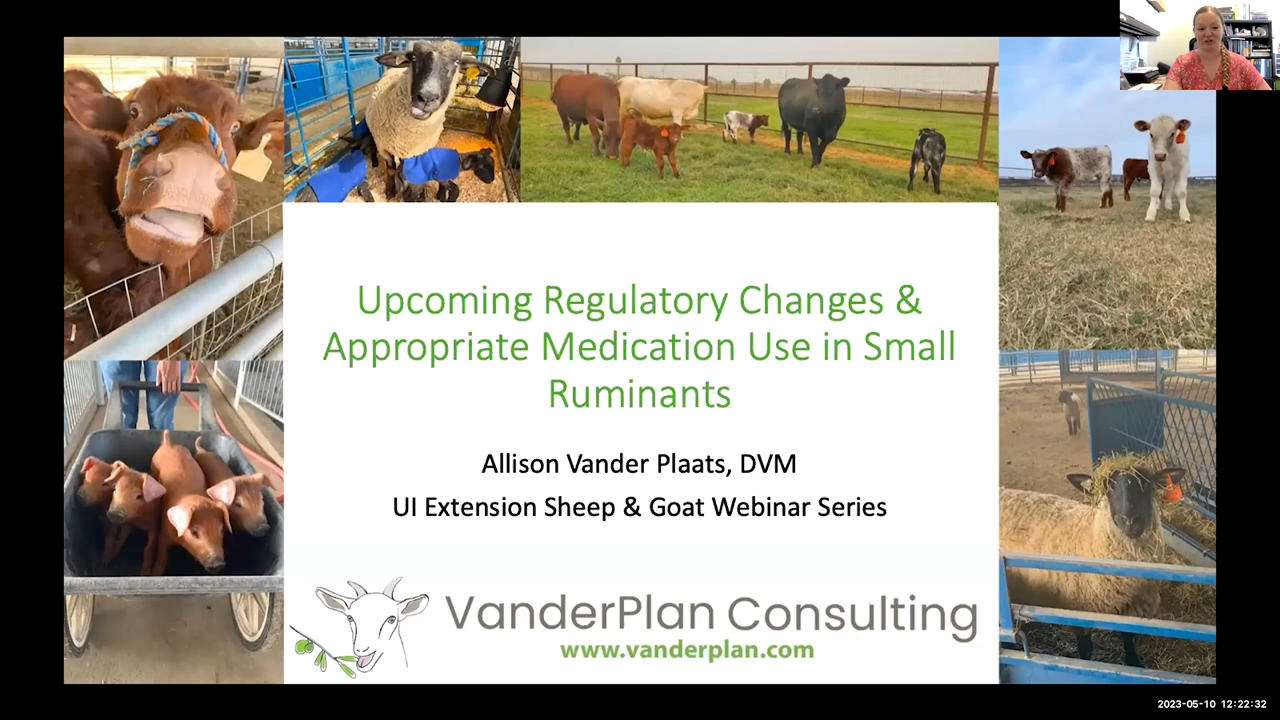 Upcoming Regulatory Changes &
Appropriate Medication Use in Small
Ruminants
Allison Vander Plaats, DVM
UI Extension Sheep & Goat Webinar Series
VanderPlan Consulting
www.vanderplan.com
2023-05-10 12:22:32